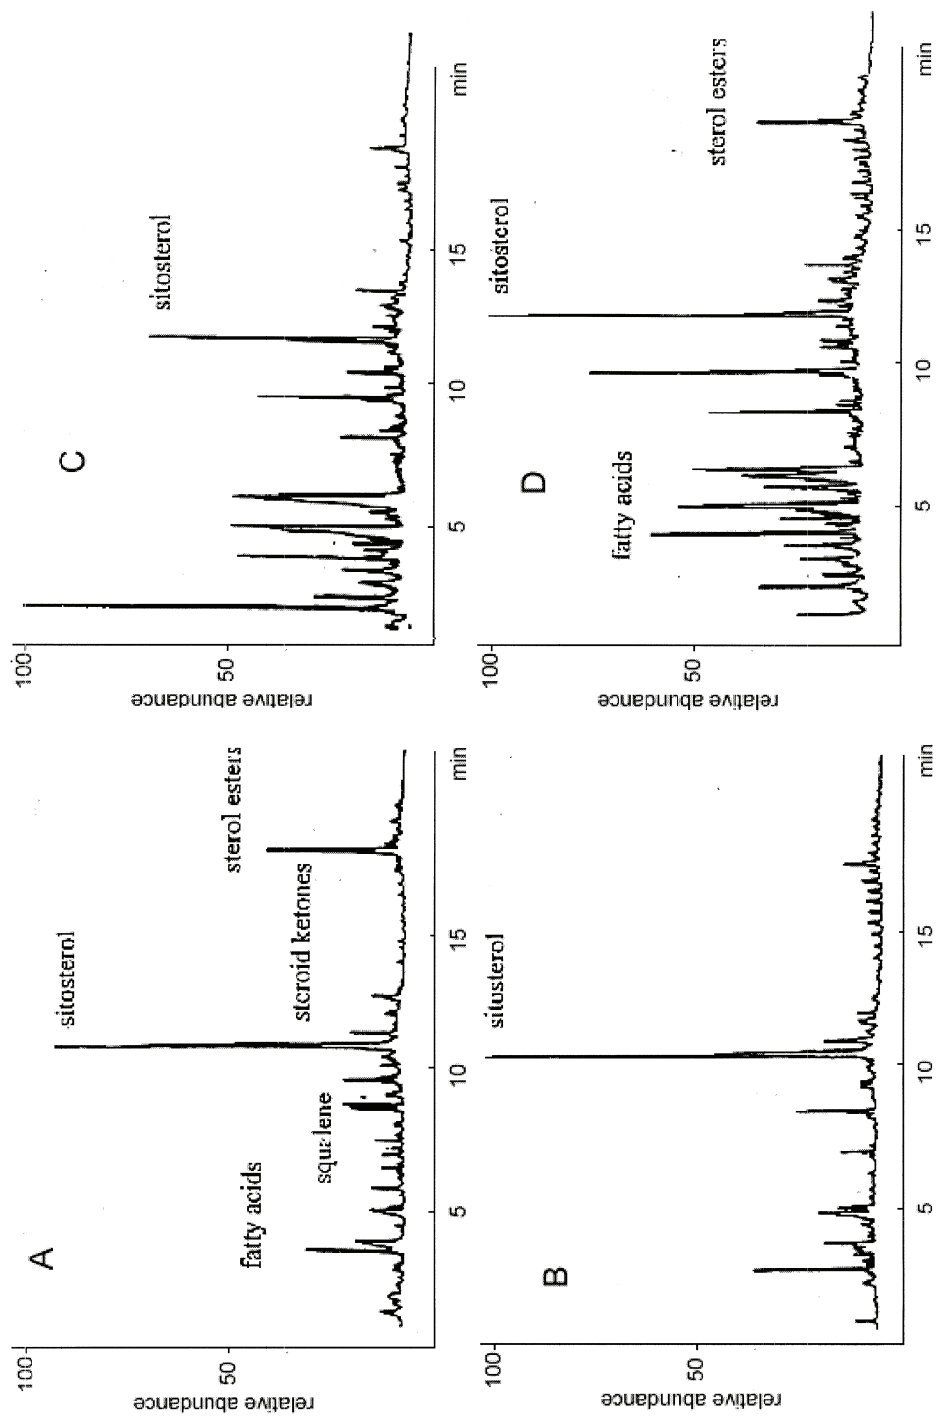 A
100
50
relative abundance
fatty acids
squalene
sitosterol
steroid ketones
sterol esters
5
10
15
min
B
100
50
relative abundance
sitosterol
5
10
15
min
C
100
50
relative abundance
sitosterol
5
10
15
min
D
100
50
relative abundance
fatty acids
sitosterol
sterol esters
5
10
15
min